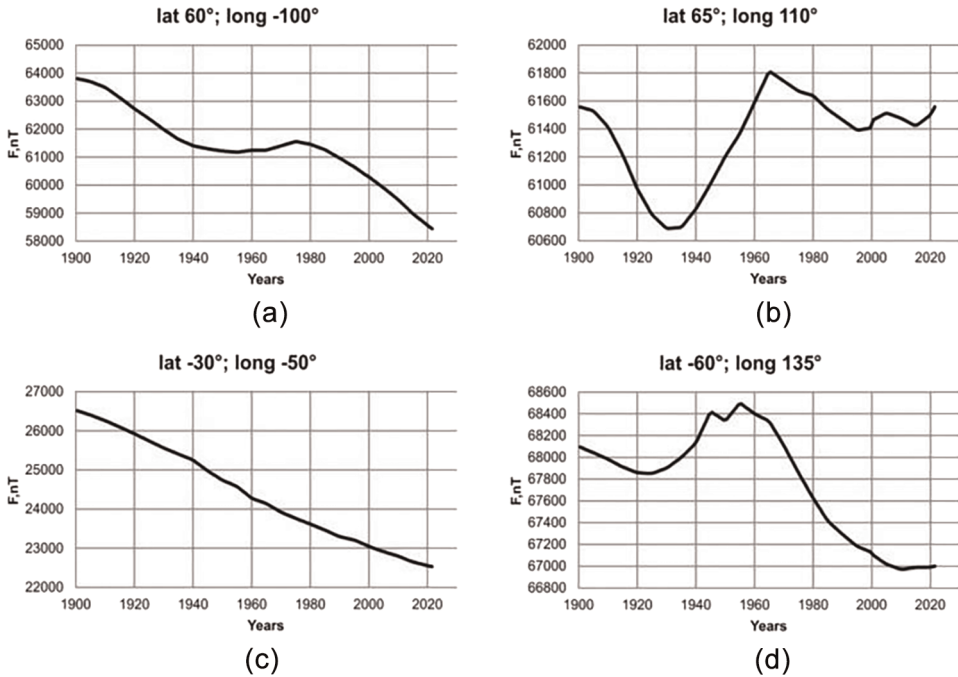 lat 60°; long -100°
65000
64000
63000
62000
61000
60000
59000
58000
F,nT
1900 1920 1940 1960 1980 2000 2020
Years
(a)
lat 65°; long 110°
62000
61800
61600
61400
61200
61000
60800
60600
F,nT
1900 1920 1940 1960 1980 2000 2020
Years
(b)
lat -30°; long -50°
27000
26000
25000
24000
23000
22000
F,nT
1900 1920 1940 1960 1980 2000 2020
Years
(c)
lat -60°; long 135°
68600
68400
68200
68000
67800
67600
67400
67200
67000
66800
F,nT
1900 1920 1940 1960 1980 2000 2020
Years
(d)